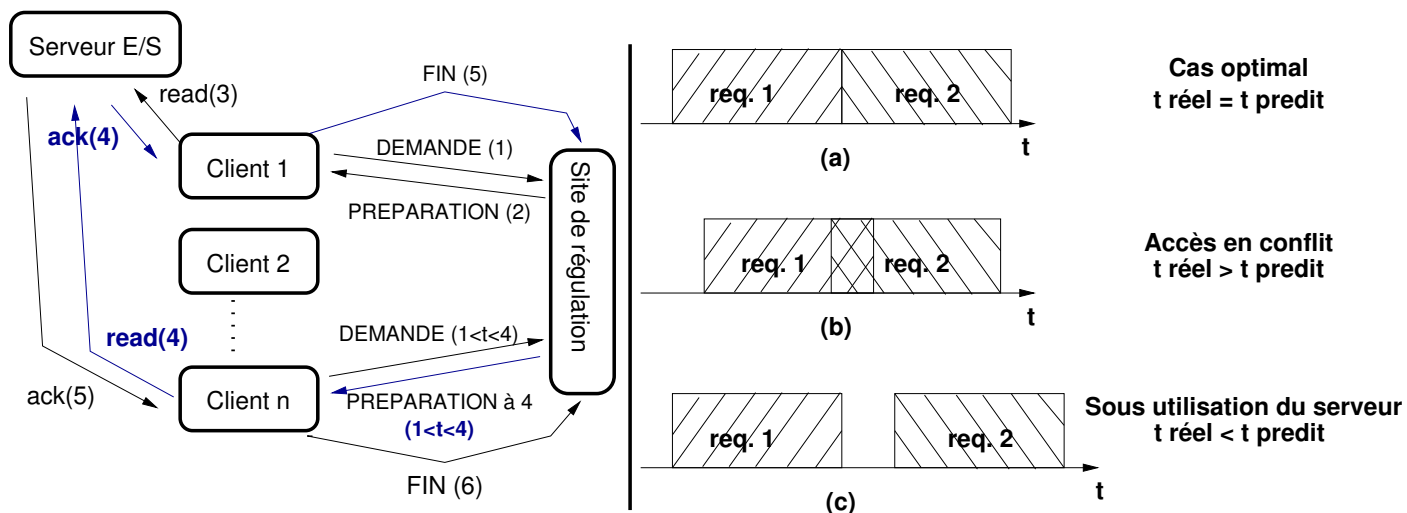 Serveur E/S
read(3)
FIN (5)
ack(4)
Client 1
DEMANDE (1)
PREPARATION (2)
Client 2
Site de régulation
read(4)
DEMANDE (1<t<4)
ack(5)
Client n
PREPARATION à 4
(1<t<4)
FIN (6)
req. 1
req. 2
t
(a)
Cas optimal
t réel = t predit
req. 1
req. 2
t
(b)
Accès en conflit
t réel > t predit
req. 1
req. 2
t
(c)
Sous utilisation du serveur
t réel < t predit